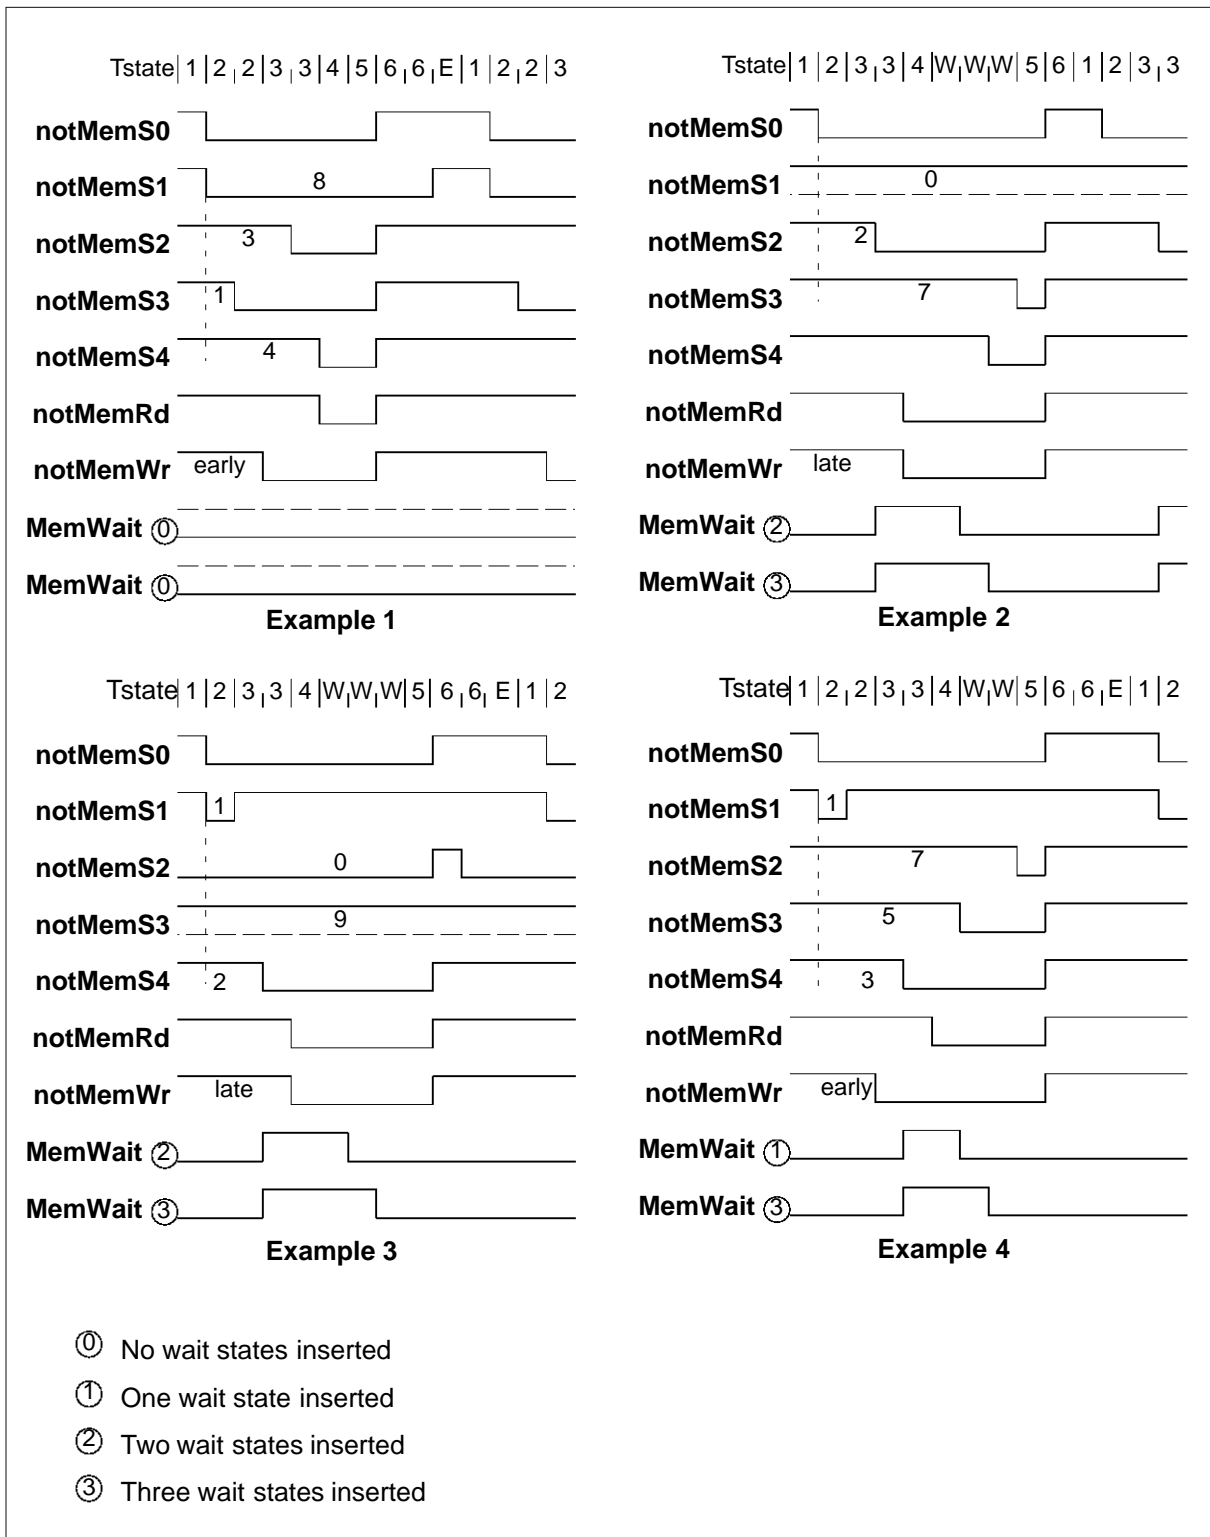 Tstate|1|2|2|3|3|4|5|6|6|E|1|2|2|3
notMemS0
notMemS1 8
notMemS2 3
notMemS3 1
notMemS4 4
notMemRd
notMemWr early
MemWait ⓪
MemWait ⓪
Example 1
Tstate|1|2|3|3|4|W|W|W|5|6|1|2|3|3
notMemS0
notMemS1 0
notMemS2 2
notMemS3 7
notMemS4
notMemRd
notMemWr late
MemWait ②
MemWait ③
Example 2
Tstate|1|2|3|3|4|W|W|W|5|6|6|E|1|2
notMemS0
notMemS1 1
notMemS2 0
notMemS3 9
notMemS4 2
notMemRd
notMemWr late
MemWait ②
MemWait ③
Example 3
Tstate|1|2|2|3|3|4|W|W|5|6|6|E|1|2
notMemS0
notMemS1 1
notMemS2 7
notMemS3 5
notMemS4 3
notMemRd
notMemWr early
MemWait ①
MemWait ③
Example 4
⓪ No wait states inserted
① One wait state inserted
② Two wait states inserted
③ Three wait states inserted